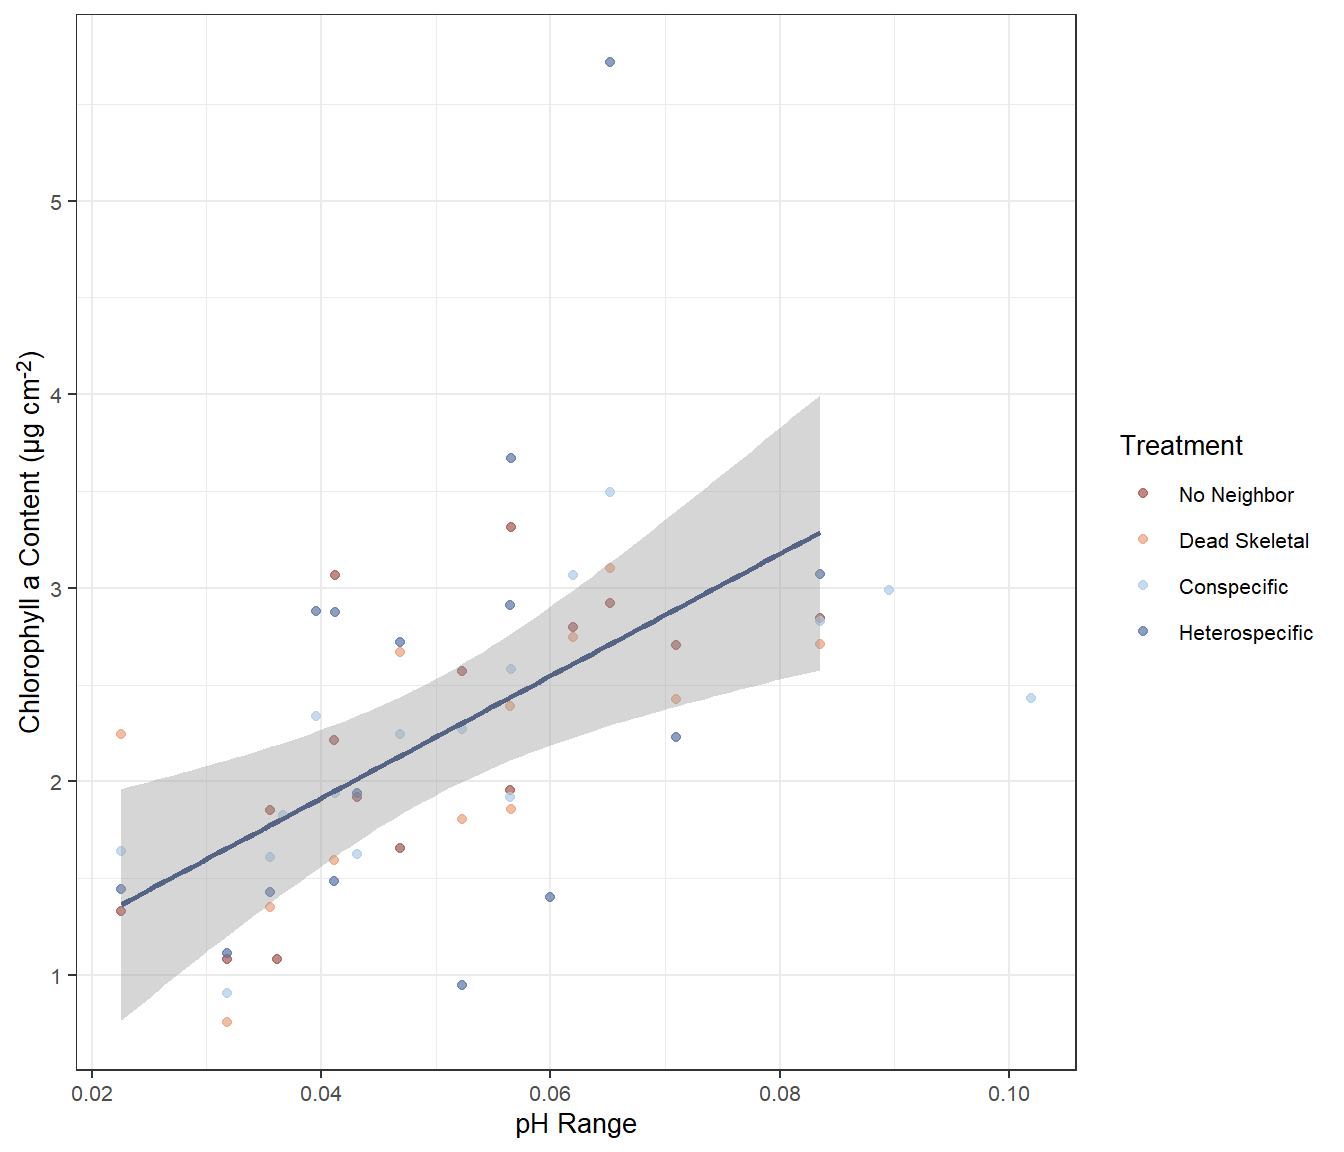 5
4
3
2
1
Chlorophyll a Content (µg cm⁻²)
0.02 0.04 0.06 0.08 0.10
pH Range
Treatment
No Neighbor
Dead Skeletal
Conspecific
Heterospecific